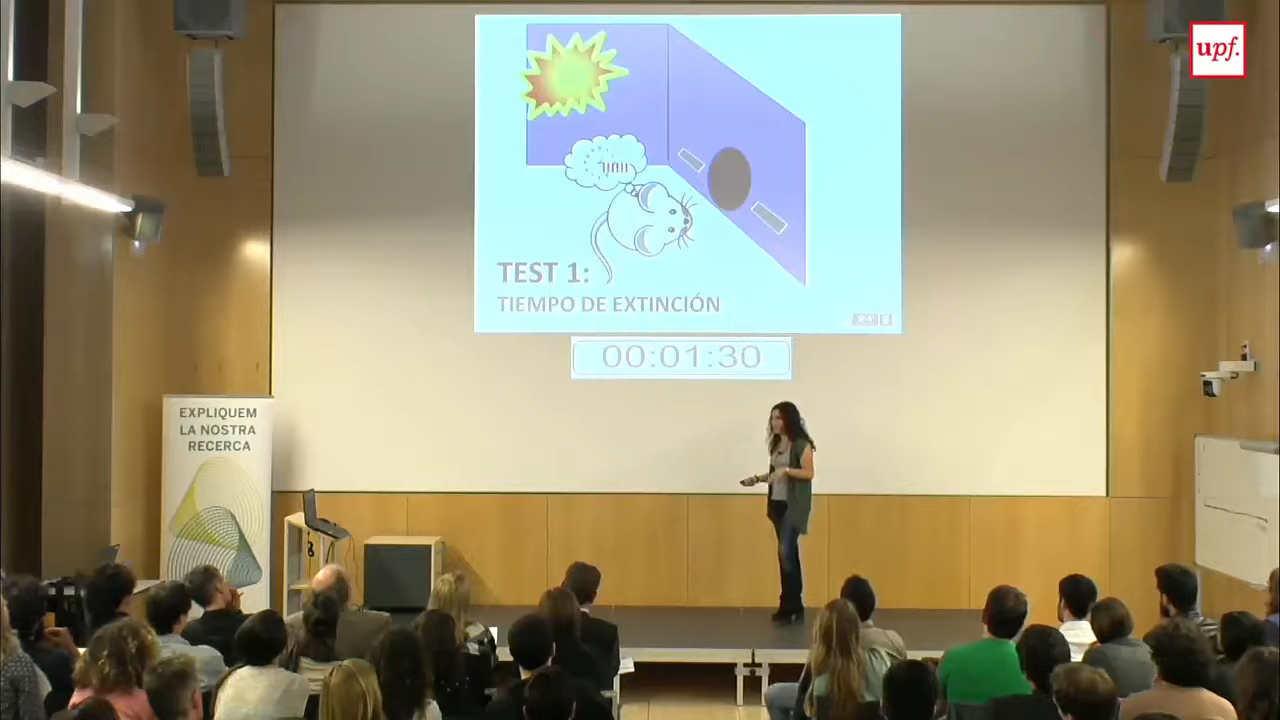 upf.
TEST 1:
TIEMPO DE EXTINCIÓN
00:01:30
EXPLIQUEM
LA NOSTRA
RECERCA